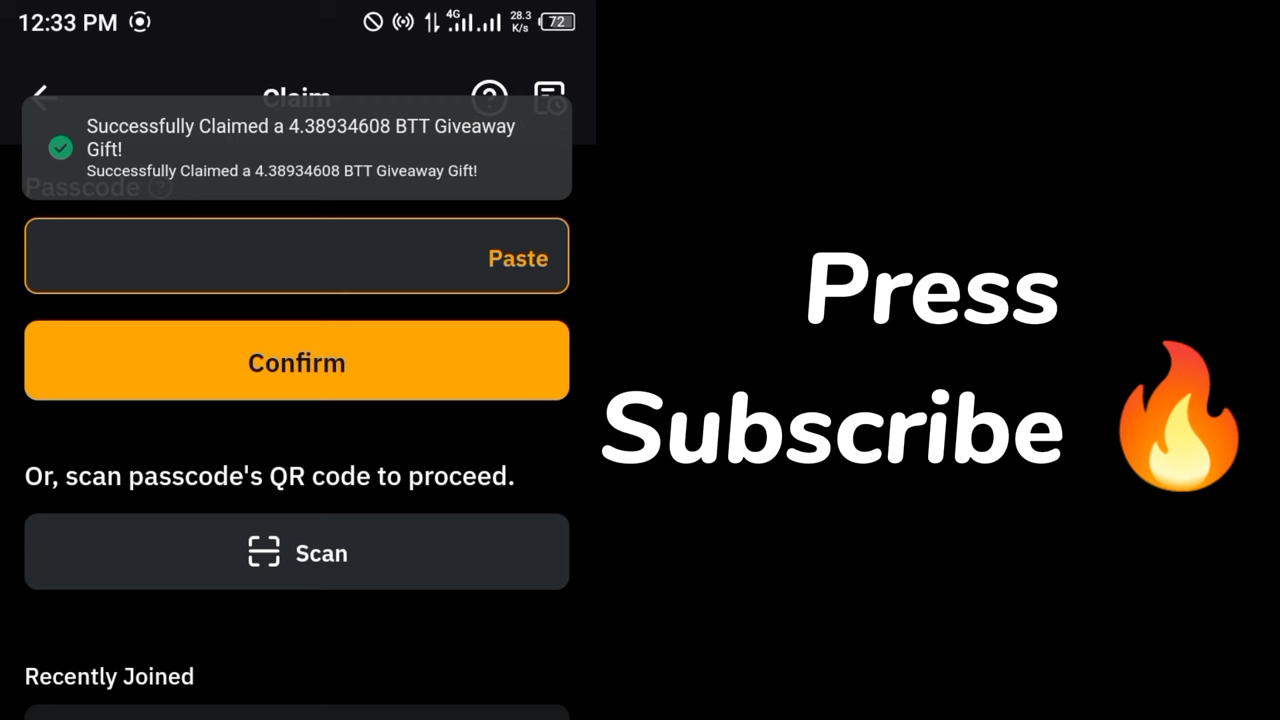 12:33 PM
4G
28.3
K/s
72
Claim
Successfully Claimed a 4.38934608 BTT Giveaway
Gift!
Successfully Claimed a 4.38934608 BTT Giveaway Gift!
Passcode
Paste
Confirm
Or, scan passcode's QR code to proceed.
Scan
Recently Joined
Press
Subscribe 🔥